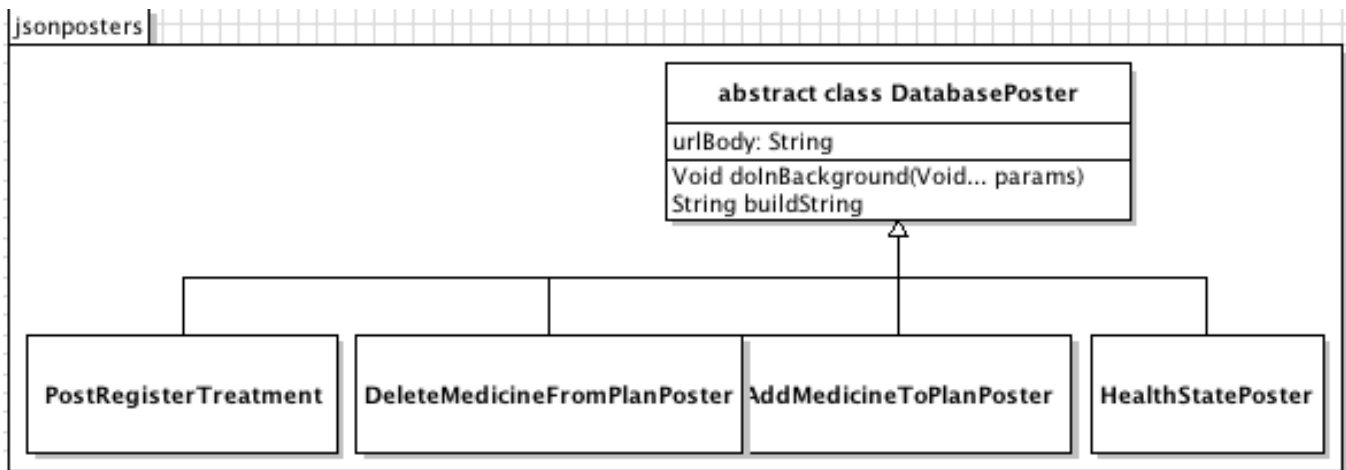 jsonposters
abstract class DatabasePoster
urlBody: String
Void doInBackground(Void... params)
String buildString
PostRegisterTreatment
DeleteMedicineFromPlanPoster
AddMedicineToPlanPoster
HealthStatePoster